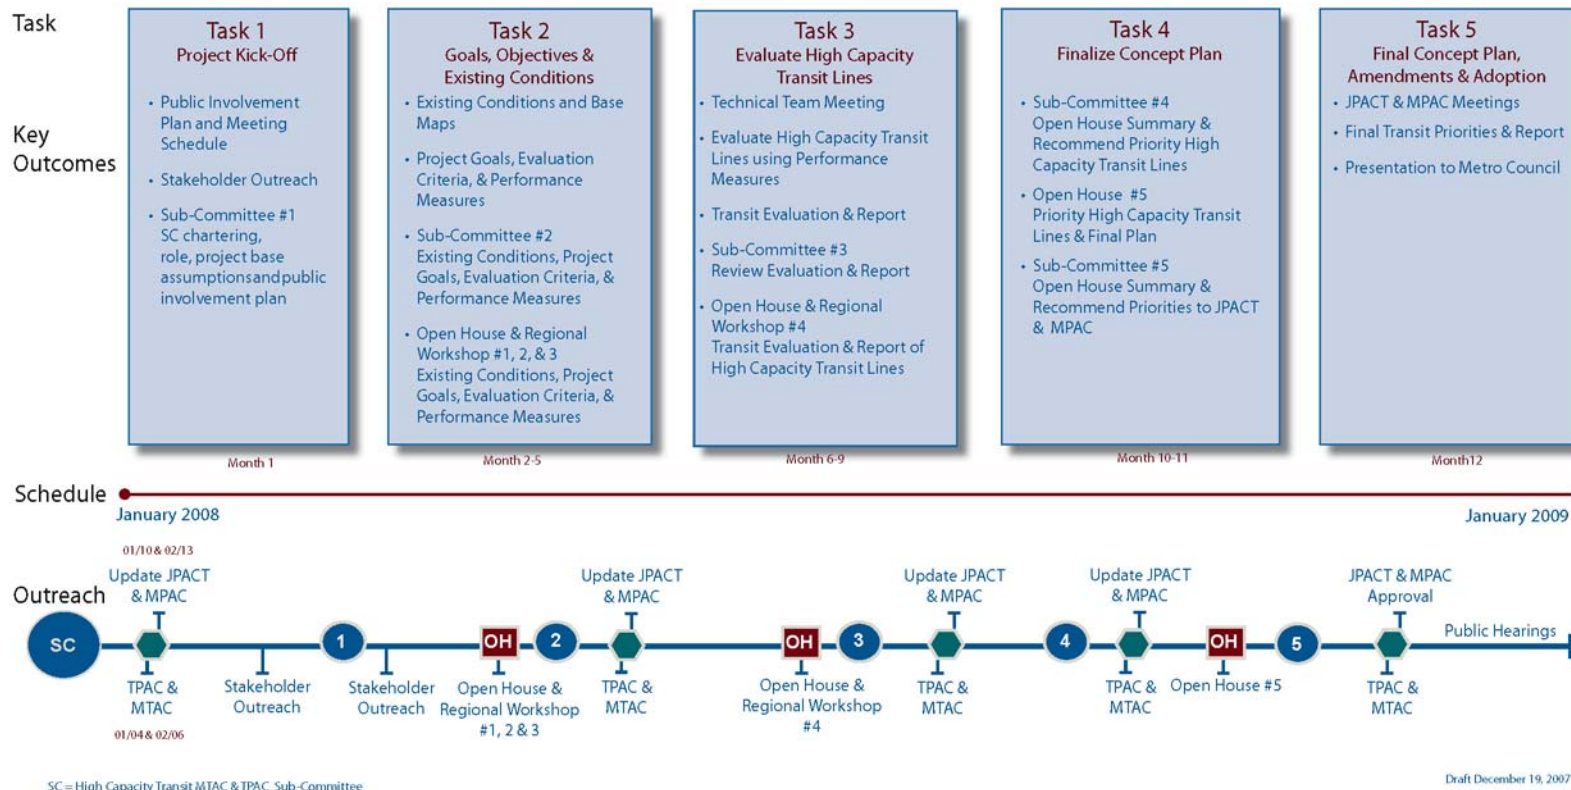 Task
Key
Outcomes
Task 1
Project Kick-Off
• Public Involvement
Plan and Meeting
Schedule
• Stakeholder Outreach
• Sub-Committee #1
SC chartering,
role, project base
assumptionsandpublic
involvement plan
Month 1
Task 2
Goals, Objectives &
Existing Conditions
• Existing Conditions and Base
Maps
• Project Goals, Evaluation
Criteria, & Performance
Measures
• Sub-Committee #2
Existing Conditions, Project
Goals, Evaluation Criteria, &
Performance Measures
• Open House & Regional
Workshop #1, 2, & 3
Existing Conditions, Project
Goals, Evaluation Criteria, &
Performance Measures
Month 2-5
Task 3
Evaluate High Capacity
Transit Lines
• Technical Team Meeting
• Evaluate High Capacity Transit
Lines using Performance
Measures
• Transit Evaluation & Report
• Sub-Committee #3
Review Evaluation & Report
• Open House & Regional
Workshop #4
Transit Evaluation & Report of
High Capacity Transit Lines
Month 6-9
Task 4
Finalize Concept Plan
• Sub-Committee #4
Open House Summary &
Recommend Priority High
Capacity Transit Lines
• Open House #5
Priority High Capacity Transit
Lines & Final Plan
• Sub-Committee #5
Open House Summary &
Recommend Priorities to JPACT
& MPAC
Month 10-11
Task 5
Final Concept Plan,
Amendments & Adoption
• JPACT & MPAC Meetings
• Final Transit Priorities & Report
• Presentation to Metro Council
Month12
Schedule
January 2008
January 2009
Outreach
01/10 & 02/13
Update JPACT
& MPAC
Update JPACT
& MPAC
Update JPACT
& MPAC
Update JPACT
& MPAC
JPACT & MPAC
Approval
SC
1
OH
2
OH
3
4
OH
5
Public Hearings
TPAC &
MTAC
01/04 & 02/06
Stakeholder
Outreach
Stakeholder
Outreach
Open House &
Regional Workshop
#1, 2 & 3
TPAC &
MTAC
Open House &
Regional Workshop
#4
TPAC &
MTAC
TPAC &
MTAC
Open House #5
TPAC &
MTAC
SC = High Capacity Transit MTAC & TPAC Sub-Committee
Draft December 19, 2007